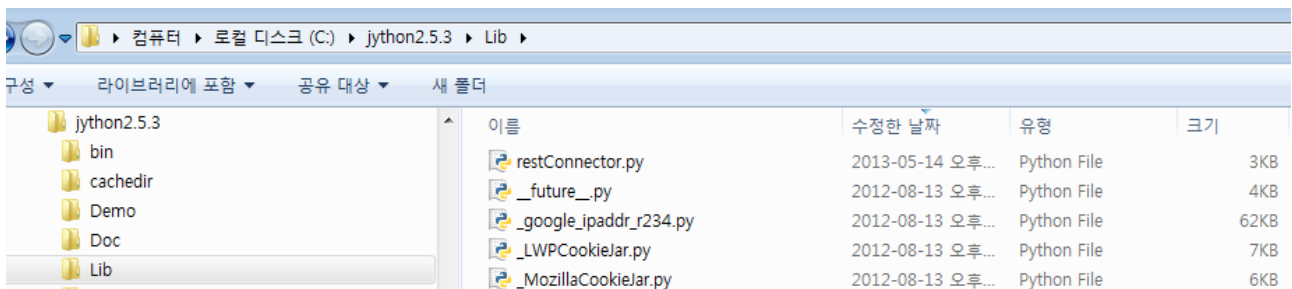 컴퓨터 ▸ 로컬 디스크 (C:) ▸ jython2.5.3 ▸ Lib ▸
구성 ▾ 라이브러리에 포함 ▾ 공유 대상 ▾ 새 폴더
jython2.5.3
bin
cachedir
Demo
Doc
Lib
이름 수정한 날짜 유형 크기
restConnector.py 2013-05-14 오후... Python File 3KB
__future__.py 2012-08-13 오후... Python File 4KB
_google_ipaddr_r234.py 2012-08-13 오후... Python File 62KB
_LWPCookieJar.py 2012-08-13 오후... Python File 7KB
_MozillaCookieJar.py 2012-08-13 오후... Python File 6KB